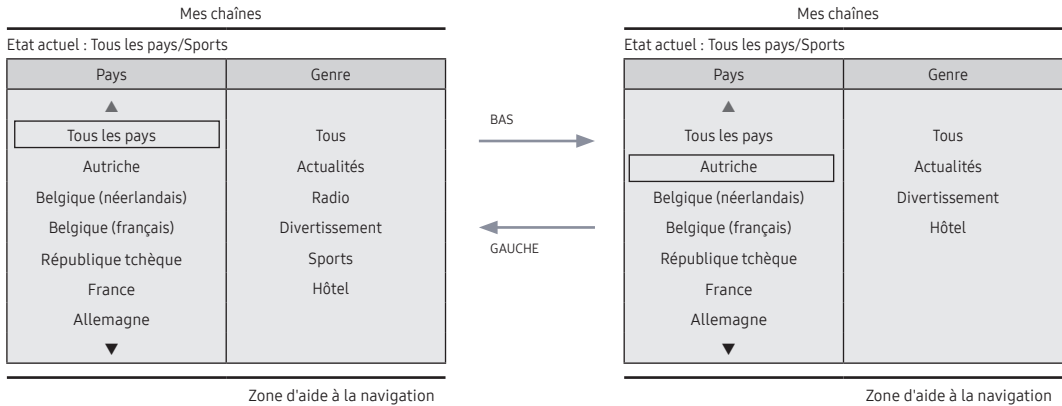 Mes chaînes
Etat actuel : Tous les pays/Sports
Pays Genre
▲
Tous les pays Tous
Autriche Actualités
Belgique (néerlandais) Radio
Belgique (français) Divertissement
République tchèque Sports
France Hôtel
Allemagne
▼
Zone d'aide à la navigation
BAS
GAUCHE
Mes chaînes
Etat actuel : Tous les pays/Sports
Pays Genre
▲
Tous les pays Tous
Autriche Actualités
Belgique (néerlandais) Divertissement
Belgique (français) Hôtel
République tchèque
France
Allemagne
▼
Zone d'aide à la navigation